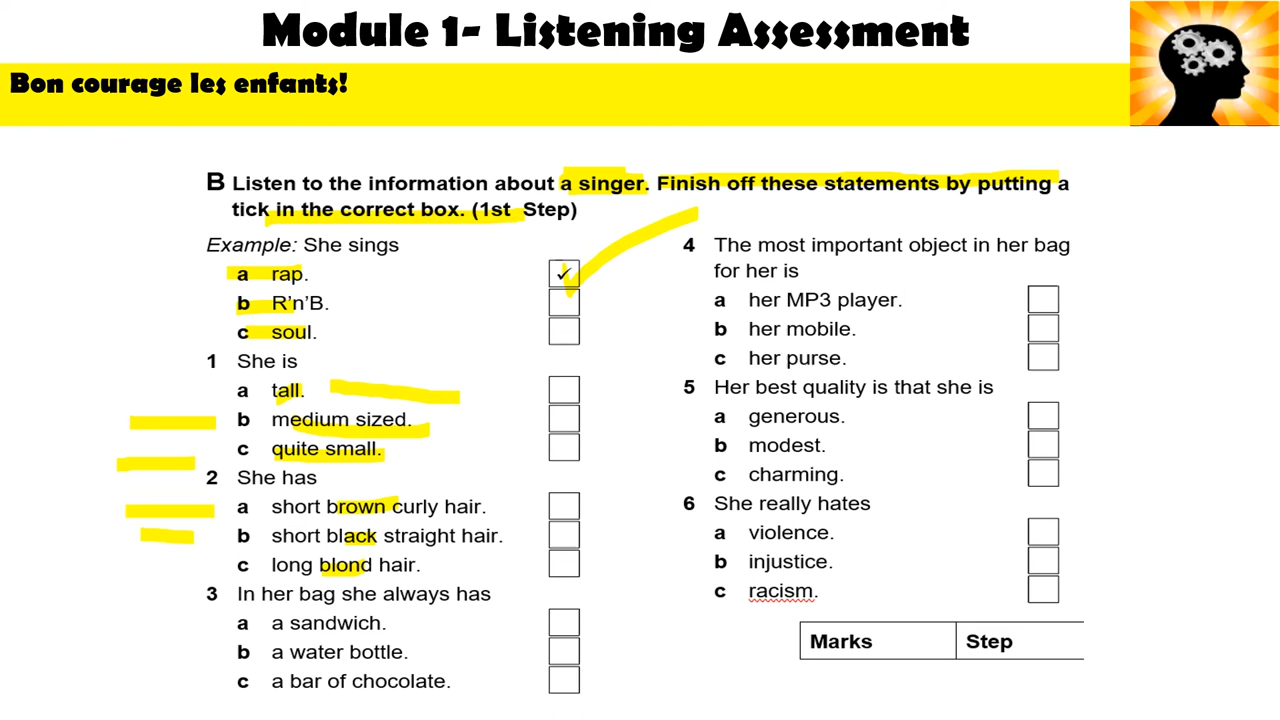 Module 1- Listening Assessment
Bon courage les enfants!
B Listen to the information about a singer. Finish off these statements by putting a
tick in the correct box. (1st Step)
Example: She sings
a rap. ✓
b R’n’B.
c soul.
1 She is
a tall.
b medium sized.
c quite small.
2 She has
a short brown curly hair.
b short black straight hair.
c long blond hair.
3 In her bag she always has
a a sandwich.
b a water bottle.
c a bar of chocolate.
4 The most important object in her bag
for her is
a her MP3 player.
b her mobile.
c her purse.
5 Her best quality is that she is
a generous.
b modest.
c charming.
6 She really hates
a violence.
b injustice.
c racism.
Marks Step